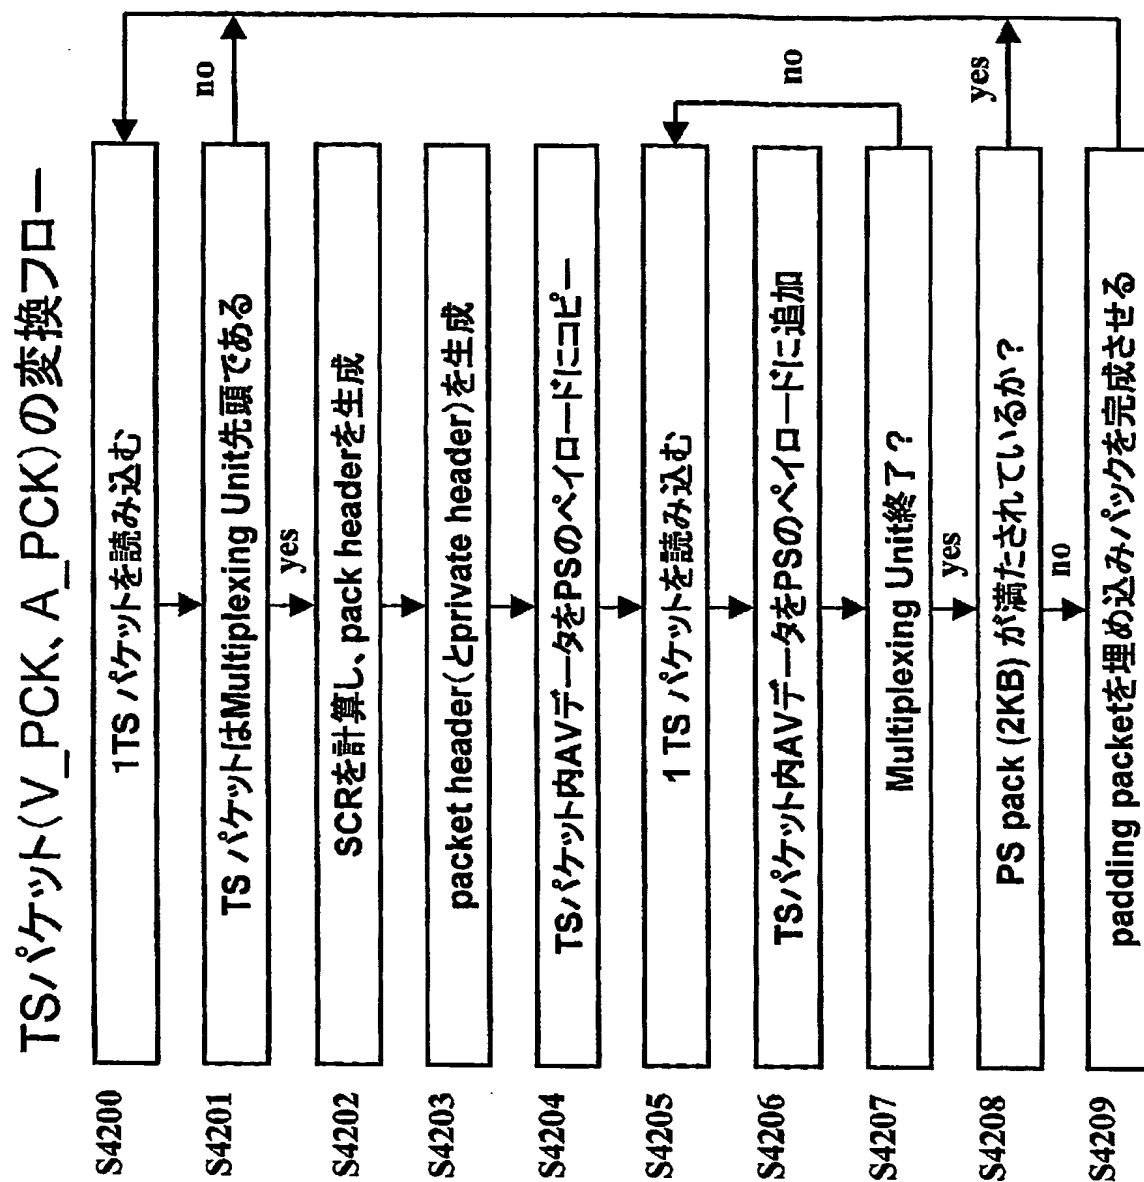 TSパケット(V_PCK、A_PCK)の変換フロー
S4200
1TS パケットを読み込む
S4201
TS パケットはMultiplexing Unit先頭である
no
yes
S4202
SCRを計算し、pack headerを生成
S4203
packet header(とprivate header)を生成
S4204
TSパケット内AVデータをPSのペイロードにコピー
S4205
1 TS パケットを読み込む
S4206
TSパケット内AVデータをPSのペイロードに追加
S4207
Multiplexing Unit終了？
no
yes
S4208
PS pack (2KB) が満たされているか？
yes
no
S4209
padding packetを埋め込みパックを完成させる